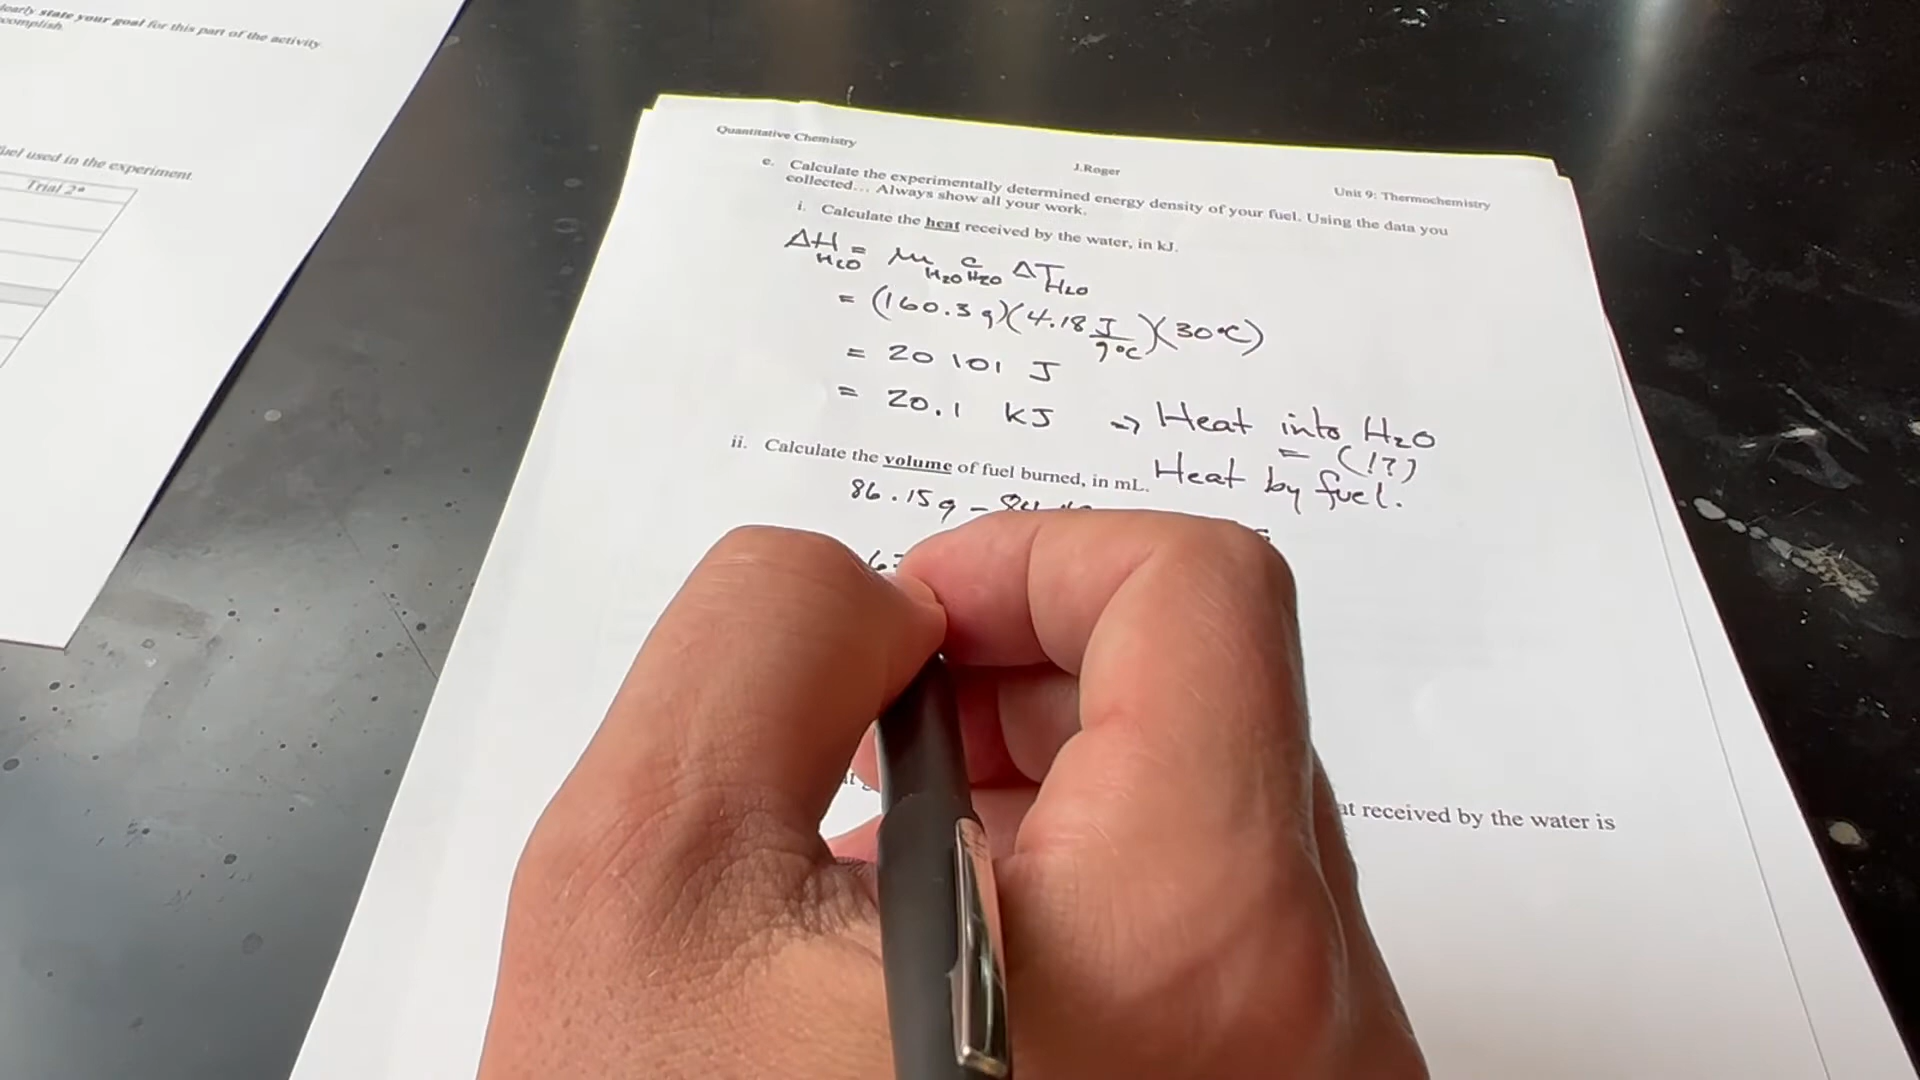 state your goal for this part of the activity
used in the experiment
Trial 2*
Quantitative Chemistry
J.Roger
Unit 9: Thermochemistry
e. Calculate the experimentally determined energy density of your fuel. Using the data you
collected... Always show all your work.
i. Calculate the heat received by the water, in kJ.
ΔH H₂O = m H₂O c H₂O ΔT H₂O
= (160.3 g)(4.18 J/g°C)(30°C)
= 20 101 J
= 20.1 kJ → Heat into H₂O
= (!?)
ii. Calculate the volume of fuel burned, in mL.
Heat by fuel.
86.15g -
received by the water is